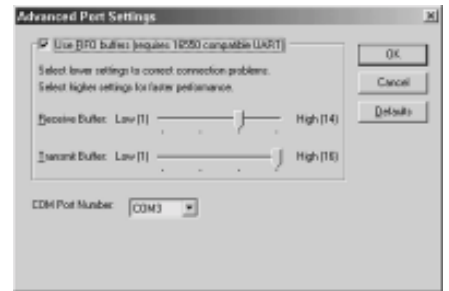 Advanced Port Settings
Use FIFO buffers (requires 16550 compatible UART)
OK
Select lower settings to correct connection problems.
Cancel
Select higher settings for faster performance.
Defaults
Receive Buffer: Low (1) High (14)
Transmit Buffer: Low (1) High (16)
COM Port Number: COM3